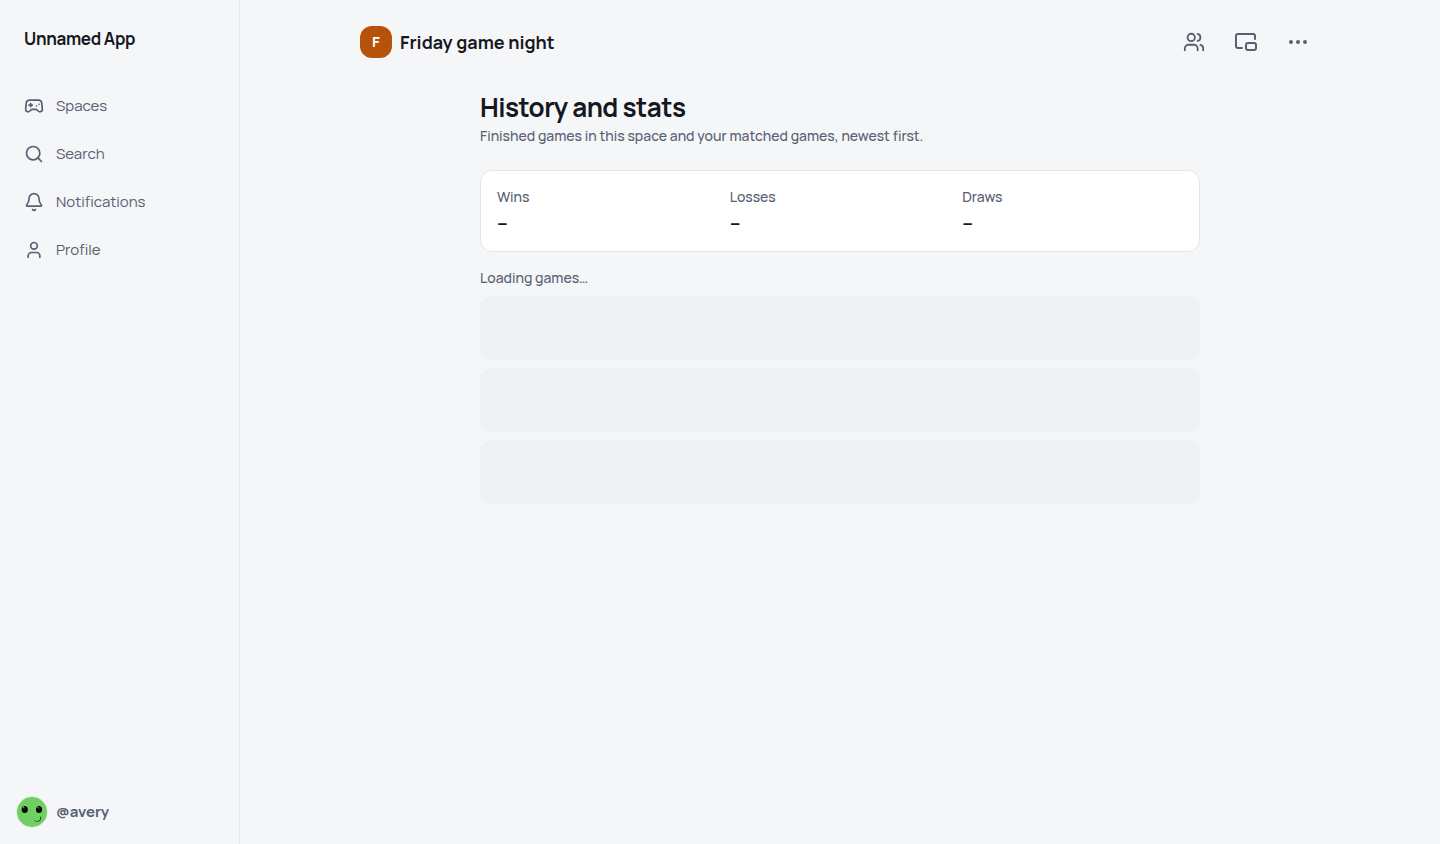 Unnamed App
Spaces
Search
Notifications
Profile
@avery
F
Friday game night
History and stats
Finished games in this space and your matched games, newest first.
Wins
Losses
Draws
–
–
–
Loading games…